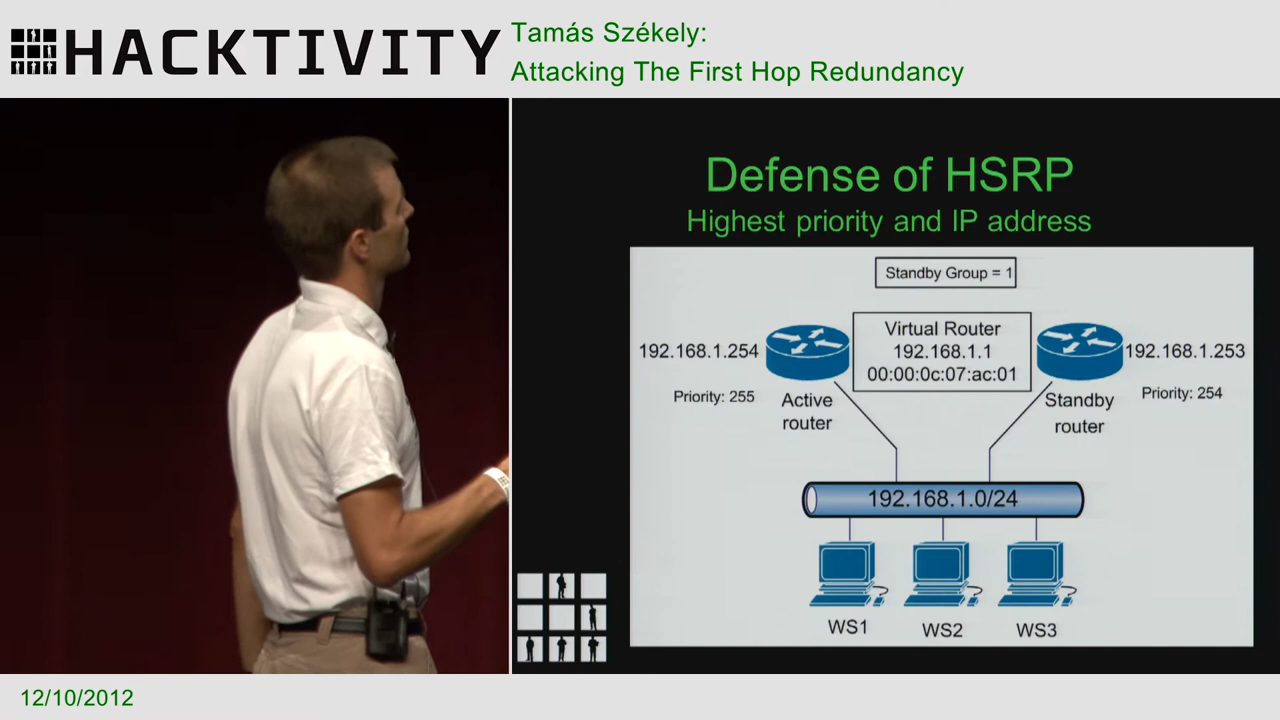 HACKTIVITY
Tamás Székely:
Attacking The First Hop Redundancy
Defense of HSRP
Highest priority and IP address
Standby Group = 1
192.168.1.254
Priority: 255
Active
router
Virtual Router
192.168.1.1
00:00:0c:07:ac:01
192.168.1.253
Priority: 254
Standby
router
192.168.1.0/24
WS1
WS2
WS3
12/10/2012